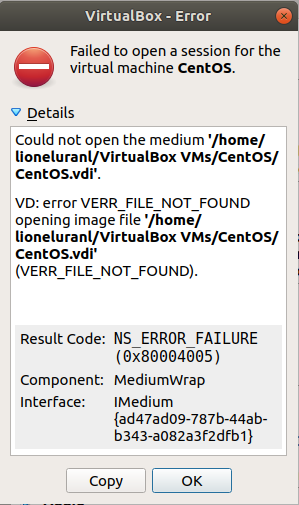 VirtualBox - Error
Failed to open a session for the
virtual machine CentOS.
Details
Could not open the medium '/home/
lioneluranl/VirtualBox VMs/CentOS/
CentOS.vdi'.
VD: error VERR_FILE_NOT_FOUND
opening image file '/home/
lioneluranl/VirtualBox VMs/CentOS/
CentOS.vdi'
(VERR_FILE_NOT_FOUND).
Result Code: NS_ERROR_FAILURE
(0x80004005)
Component: MediumWrap
Interface: IMedium
{ad47ad09-787b-44ab-
b343-a082a3f2dfb1}
Copy OK